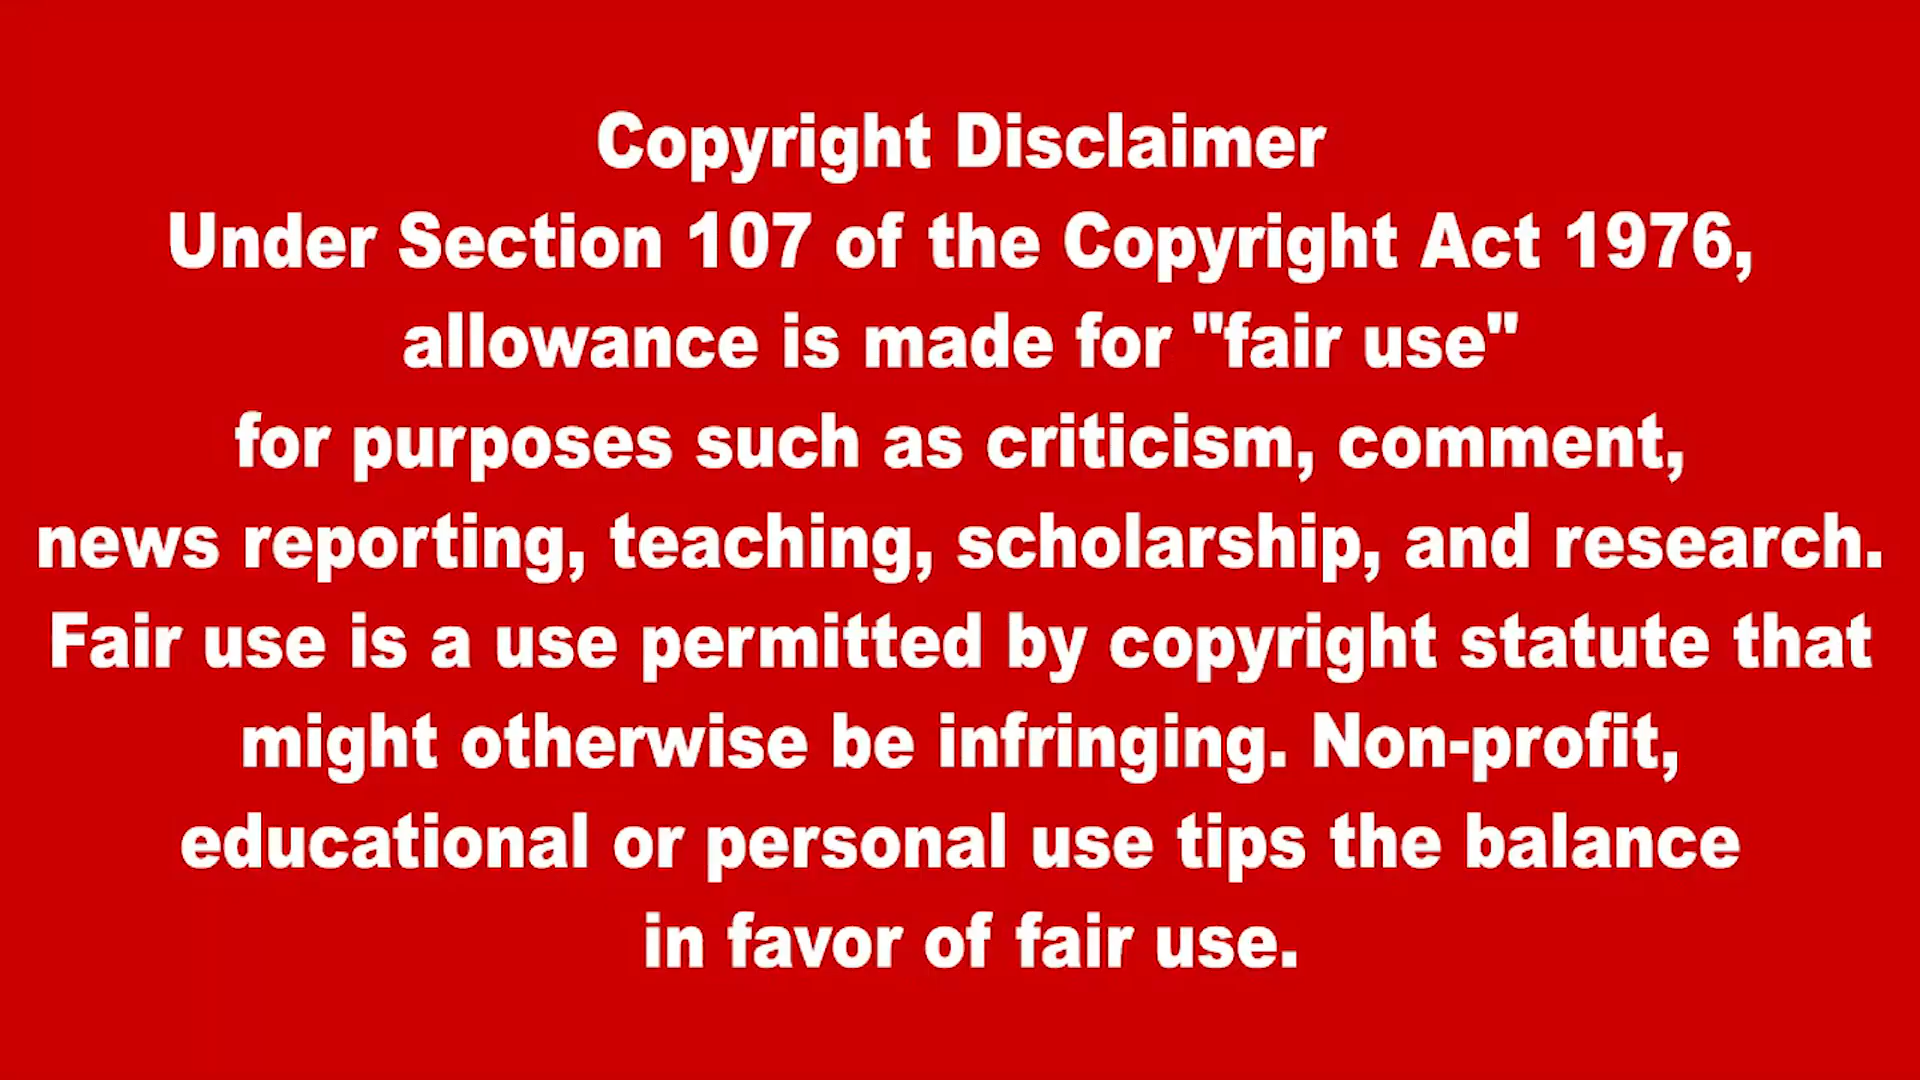 Copyright Disclaimer
Under Section 107 of the Copyright Act 1976,
allowance is made for "fair use"
for purposes such as criticism, comment,
news reporting, teaching, scholarship, and research.
Fair use is a use permitted by copyright statute that
might otherwise be infringing. Non-profit,
educational or personal use tips the balance
in favor of fair use.